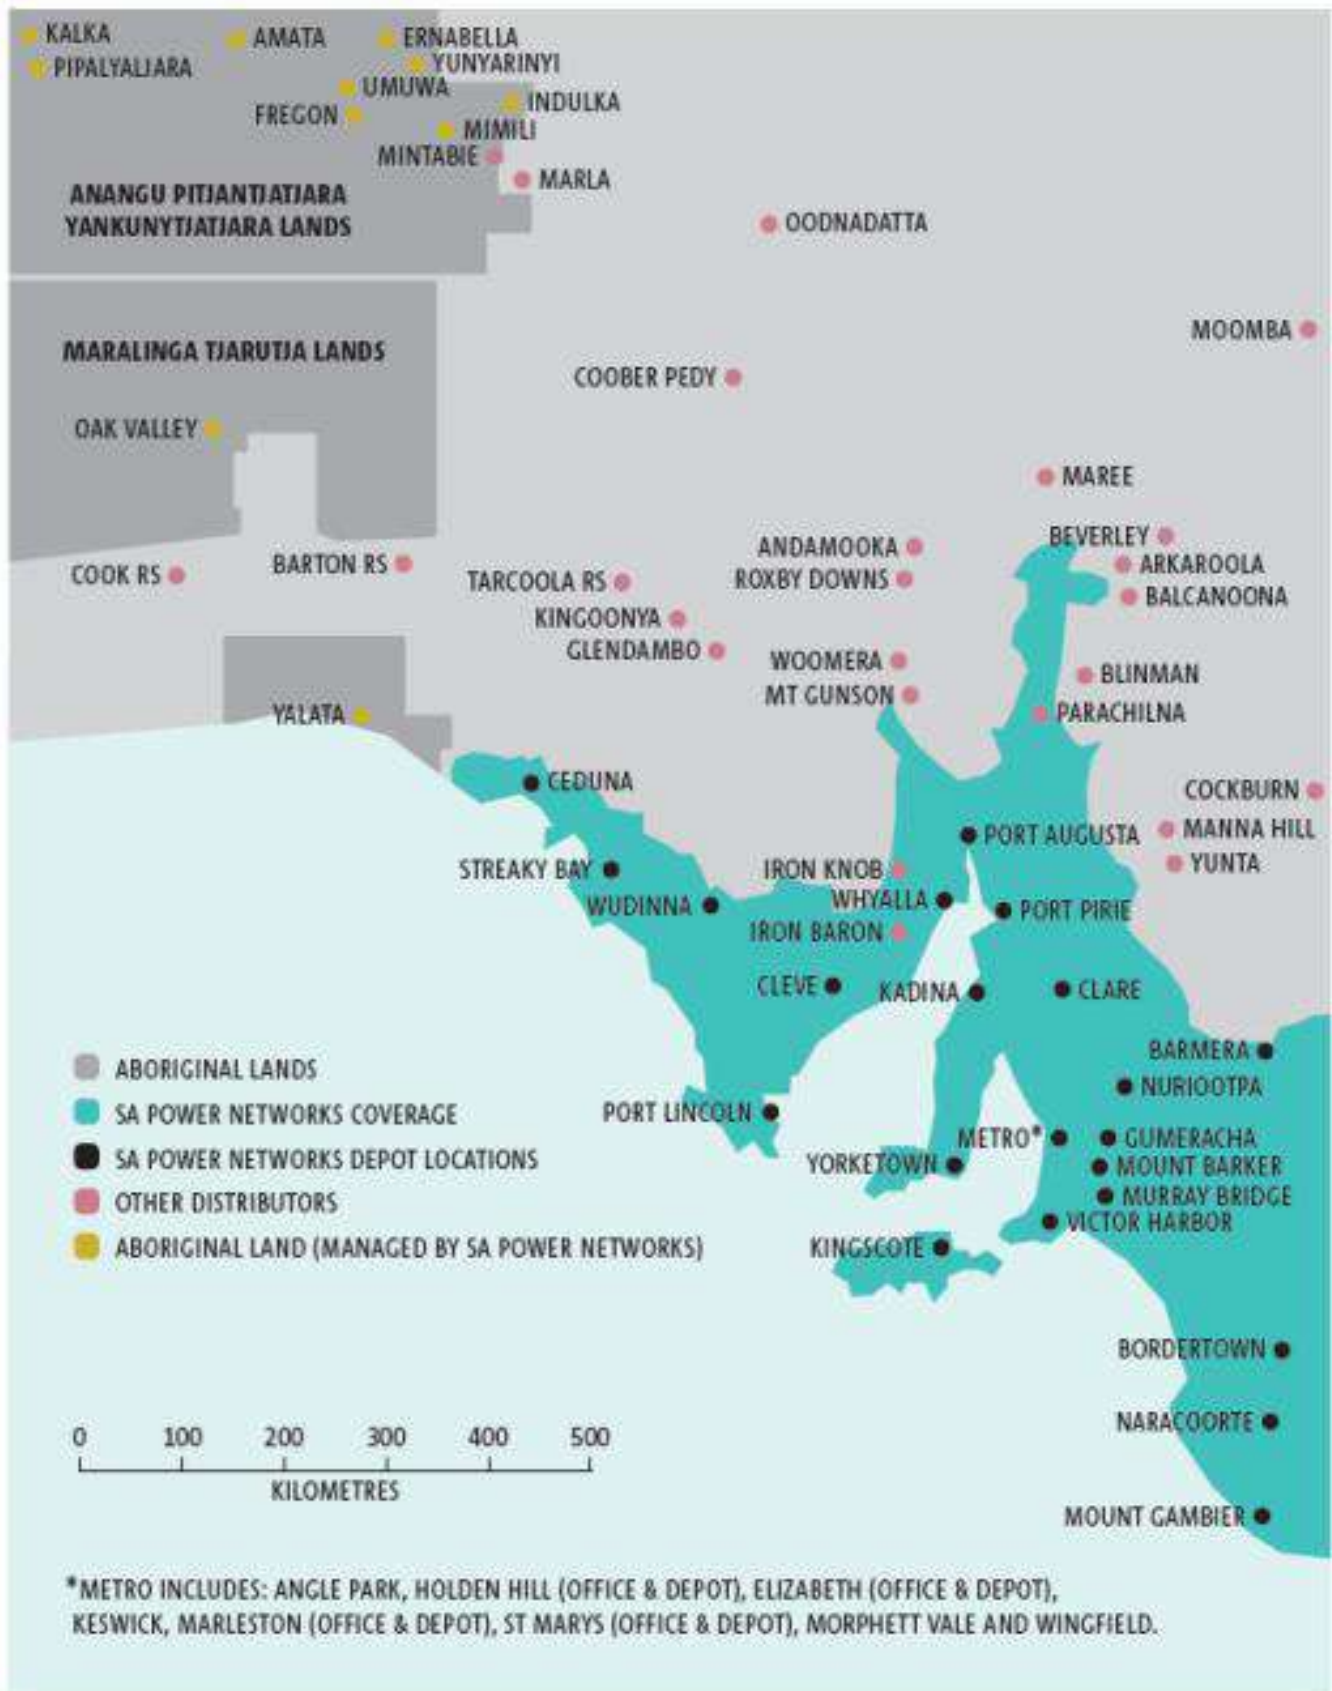 KALKA
AMATA
ERNABELLA
PIPALYALJARA
YUNYARINYI
UMUWA
INDULKA
FREGON
MIMILI
MINTABIE
MARLA
ANANGU PITJANTJATJARA
YANKUNYTJATJARA LANDS
OODNADATTA
MOOMBA
MARALINGA TJARUTJA LANDS
COOBER PEDY
OAK VALLEY
MAREE
BEVERLEY
ANDAMOOKA
ARKAROOLA
COOK RS
BARTON RS
TARCOOLA RS
ROXBY DOWNS
BALCANOONA
KINGOONYA
GLENDAMBO
WOOMERA
BLINMAN
MT GUNSON
YALATA
PARACHILNA
CEDUNA
COCKBURN
PORT AUGUSTA
MANNA HILL
STREAKY BAY
IRON KNOB
YUNTA
WUDINNA
WHYALLA
PORT PIRIE
IRON BARON
CLEVE
KADINA
CLARE
BARMERA
ABORIGINAL LANDS
NURIOOTPA
SA POWER NETWORKS COVERAGE
PORT LINCOLN
METRO*
GUMERACHA
SA POWER NETWORKS DEPOT LOCATIONS
YORKETOWN
MOUNT BARKER
OTHER DISTRIBUTORS
MURRAY BRIDGE
VICTOR HARBOR
ABORIGINAL LAND (MANAGED BY SA POWER NETWORKS)
KINGSCOTE
BORDERTOWN
NARACOORTE
0 100 200 300 400 500
KILOMETRES
MOUNT GAMBIER
*METRO INCLUDES: ANGLE PARK, HOLDEN HILL (OFFICE & DEPOT), ELIZABETH (OFFICE & DEPOT),
KESWICK, MARLESTON (OFFICE & DEPOT), ST MARYS (OFFICE & DEPOT), MORPHETT VALE AND WINGFIELD.